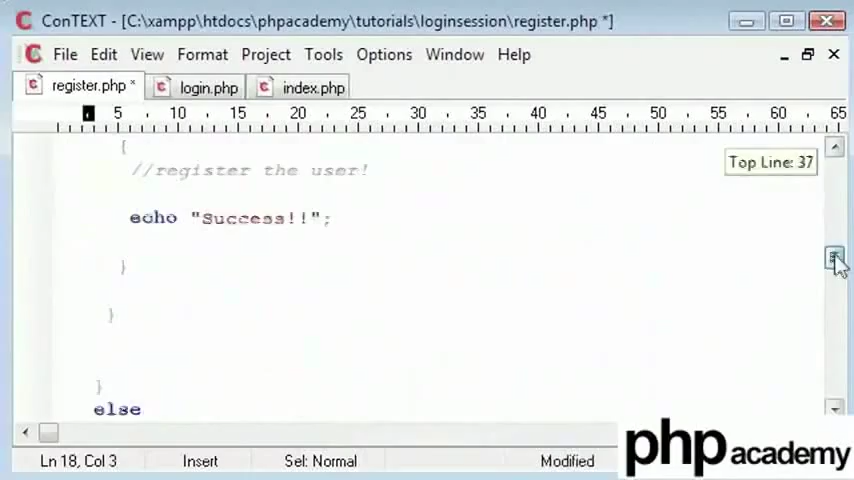 ConTEXT - [C:\xampp\htdocs\phpacademy\tutorials\loginsession\register.php *]
File Edit View Format Project Tools Options Window Help
register.php * login.php index.php
5 10 15 20 25 30 35 40 45 50 55 60 65
{
Top Line: 37
//register the user!
echo "Success!!";
}
}
}
else
Ln 18, Col 3 Insert Sel: Normal Modified
php academy